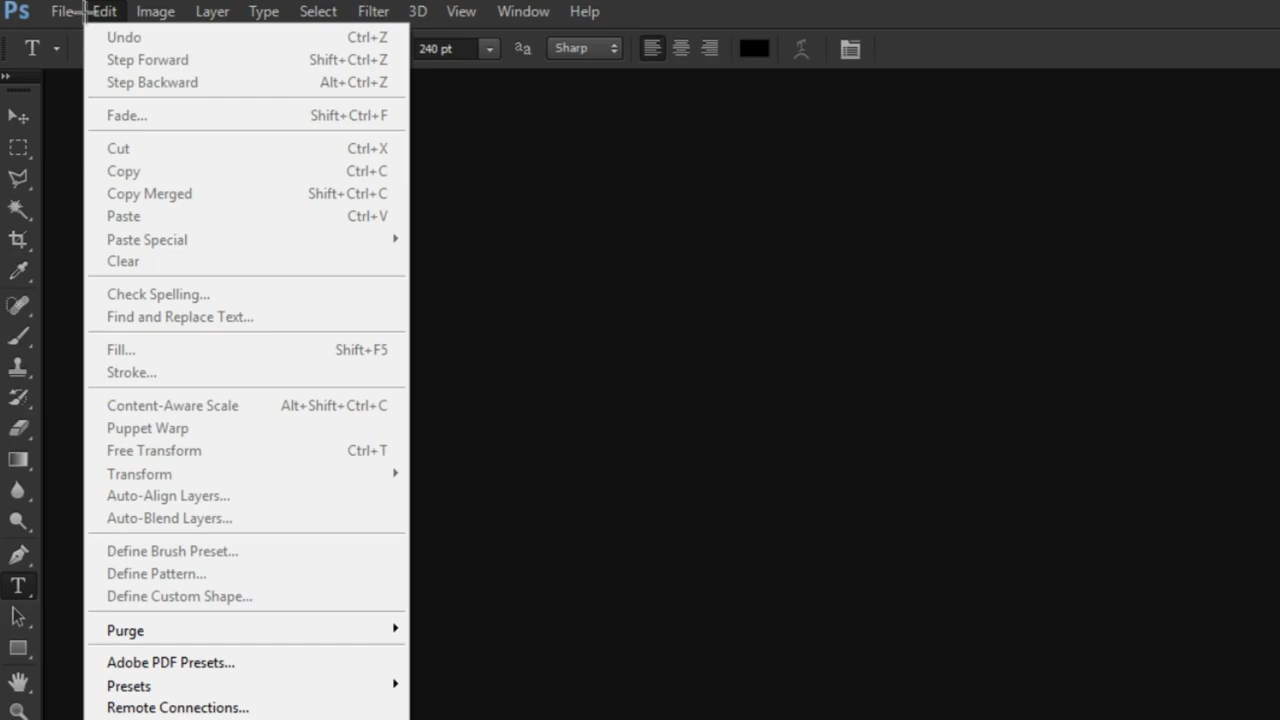 Ps File Edit Image Layer Type Select Filter 3D View Window Help
T 240 pt aa Sharp
Undo Ctrl+Z
Step Forward Shift+Ctrl+Z
Step Backward Alt+Ctrl+Z
Fade... Shift+Ctrl+F
Cut Ctrl+X
Copy Ctrl+C
Copy Merged Shift+Ctrl+C
Paste Ctrl+V
Paste Special
Clear
Check Spelling...
Find and Replace Text...
Fill... Shift+F5
Stroke...
Content-Aware Scale Alt+Shift+Ctrl+C
Puppet Warp
Free Transform Ctrl+T
Transform
Auto-Align Layers...
Auto-Blend Layers...
Define Brush Preset...
Define Pattern...
Define Custom Shape...
T
Purge
Adobe PDF Presets...
Presets
Remote Connections...